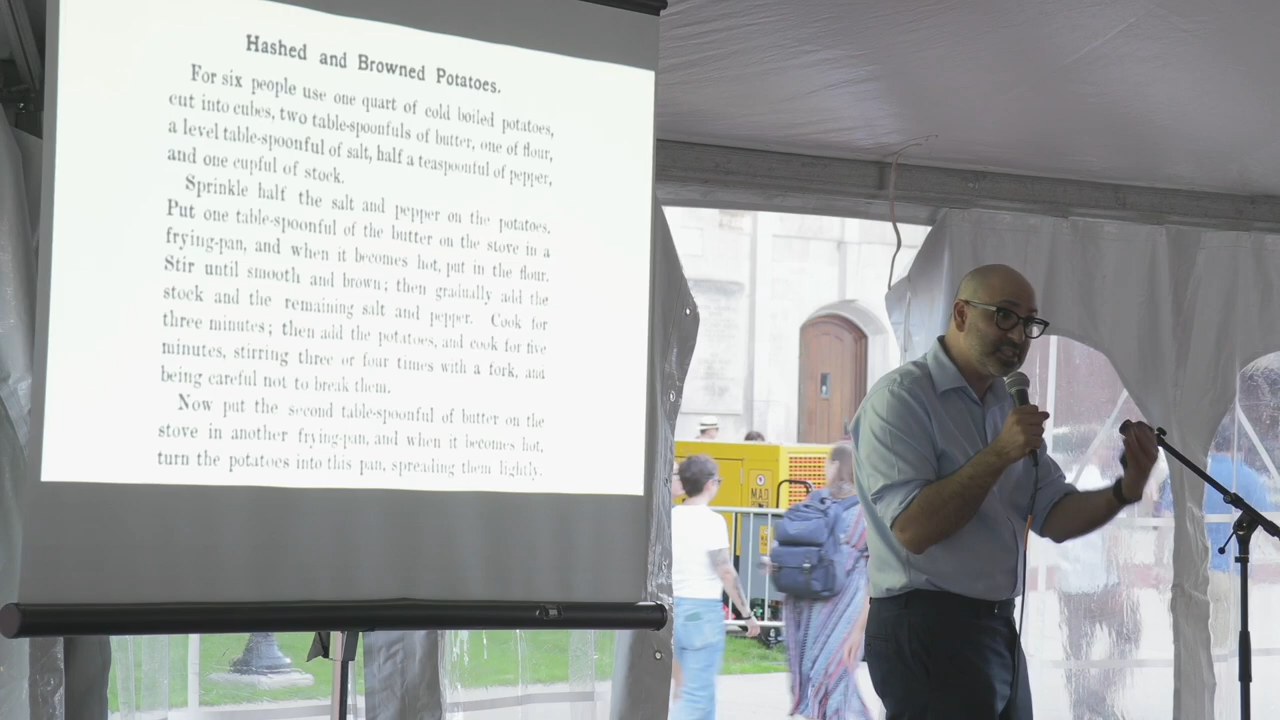 Hashed and Browned Potatoes.
For six people use one quart of cold boiled potatoes,
cut into cubes, two table-spoonfuls of butter, one of flour,
a level table-spoonful of salt, half a teaspoonful of pepper,
and one cupful of stock.
Sprinkle half the salt and pepper on the potatoes.
Put one table-spoonful of the butter on the stove in a
frying-pan, and when it becomes hot, put in the flour.
Stir until smooth and brown; then gradually add the
stock and the remaining salt and pepper. Cook for
three minutes; then add the potatoes, and cook for five
minutes, stirring three or four times with a fork, and
being careful not to break them.
Now put the second table-spoonful of butter on the
stove in another frying-pan, and when it becomes hot,
turn the potatoes into this pan, spreading them lightly.
MAD